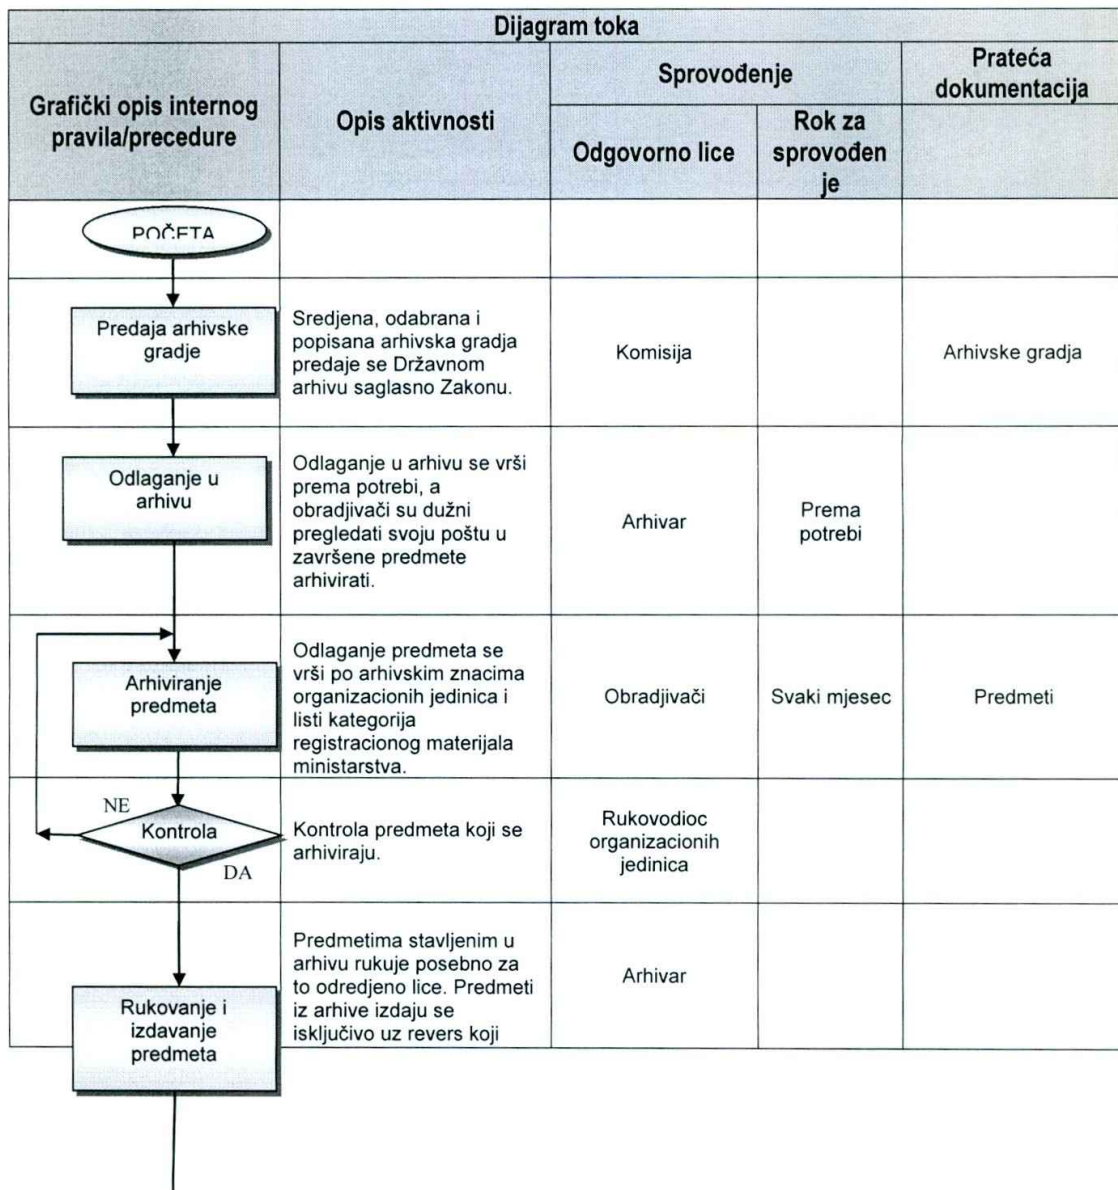 Dijagram toka
Grafički opis internog
pravila/precedure
Opis aktivnosti
Sprovođenje
Prateća
dokumentacija
Odgovorno lice
Rok za
sprovođen
je
POČETA
Predaja arhivske
gradje
Sredjena, odabrana i
popisana arhivska gradja
predaje se Državnom
arhivu saglasno Zakonu.
Komisija
Arhivske gradja
Odlaganje u
arhivu
Odlaganje u arhivu se vrši
prema potrebi, a
obradjivači su dužni
pregledati svoju poštu u
završene predmete
arhivirati.
Arhivar
Prema
potrebi
Arhiviranje
predmeta
Odlaganje predmeta se
vrši po arhivskim znacima
organizacionih jedinica i
listi kategorija
registracionog materijala
ministarstva.
Obradjivači
Svaki mjesec
Predmeti
NE
Kontrola
DA
Kontrola predmeta koji se
arhiviraju.
Rukovodioc
organizacionih
jedinica
Rukovanje i
izdavanje
predmeta
Predmetima stavljenim u
arhivu rukuje posebno za
to odredjeno lice. Predmeti
iz arhive izdaju se
isključivo uz revers koji
Arhivar